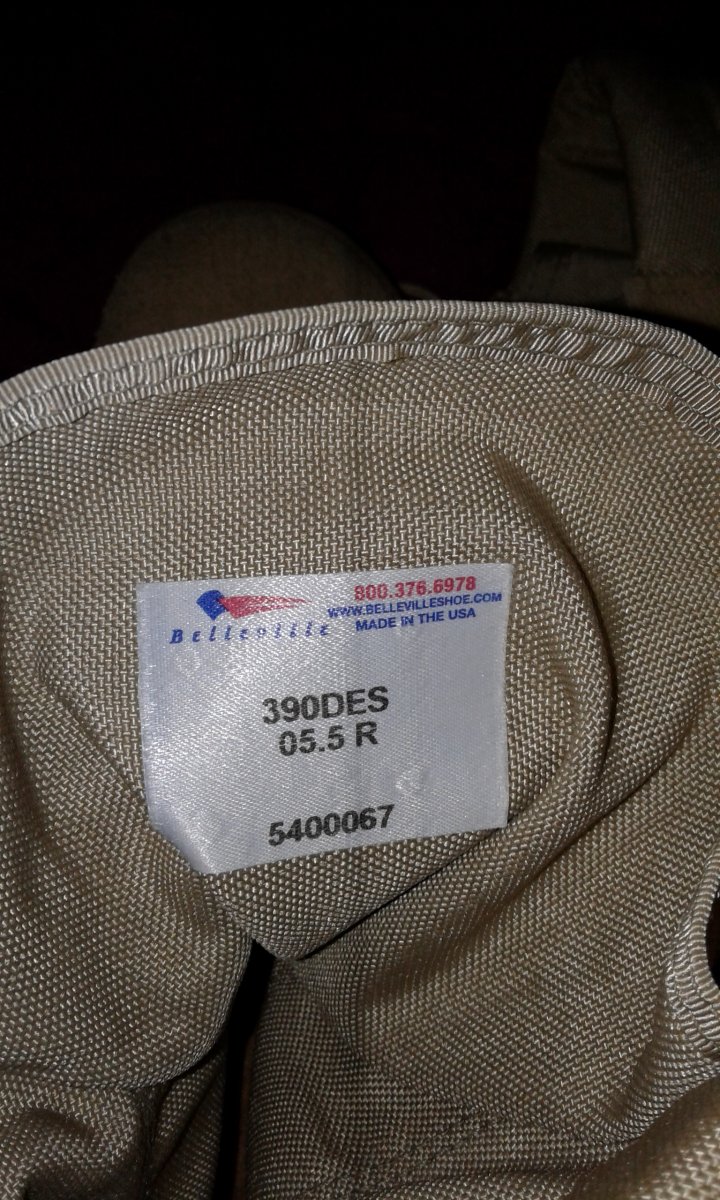 Belleville
800.376.6978
WWW.BELLEVILLESHOE.COM
MADE IN THE USA
390DES
05.5 R
5400067